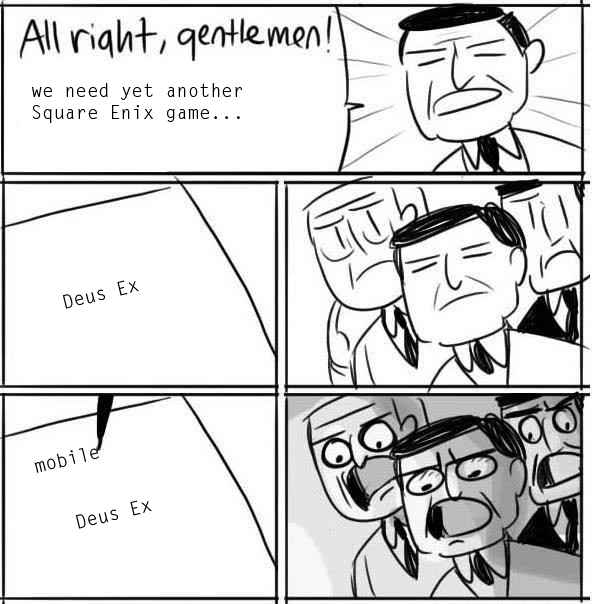 All right, gentlemen!
we need yet another
Square Enix game...
Deus Ex
mobile
Deus Ex